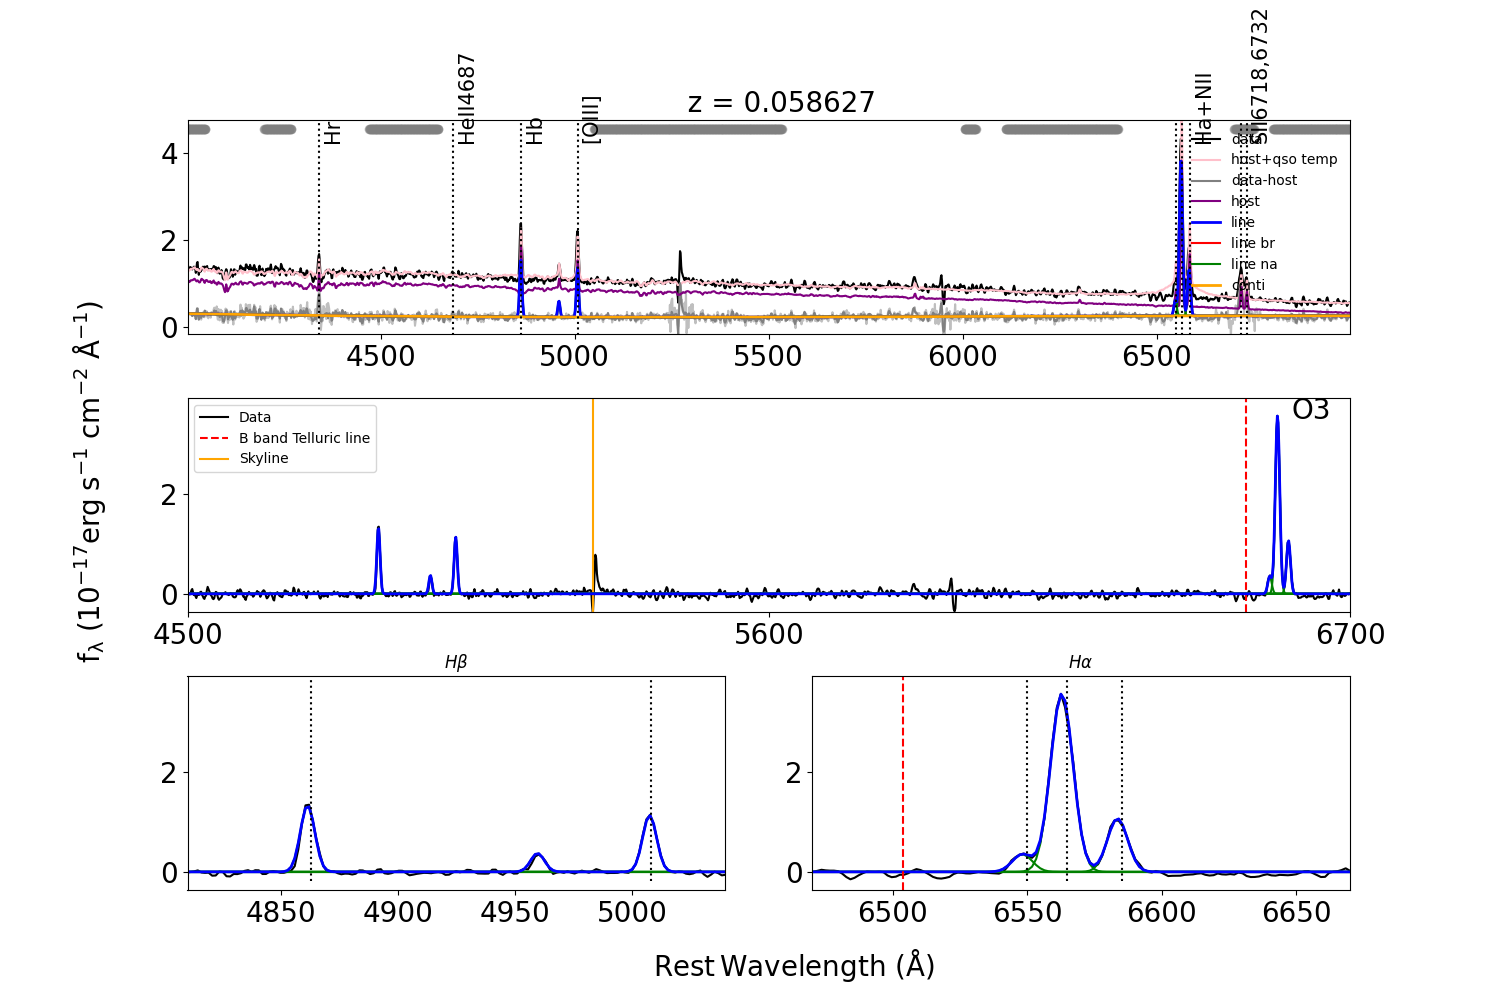 z = 0.058627
Hr
HeII4687
Hb
[OIII]
Ha+NII
SII6718,6732
data
host+qso temp
data-host
host
line
line br
line na
conti
4
2
0
4500
5000
5500
6000
6500
Data
B band Telluric line
Skyline
O3
2
0
4500
5600
6700
fλ (10−17erg s−1 cm−2 Å−1)
Hβ
2
0
4850
4900
4950
5000
Hα
2
0
6500
6550
6600
6650
Rest Wavelength (Å)